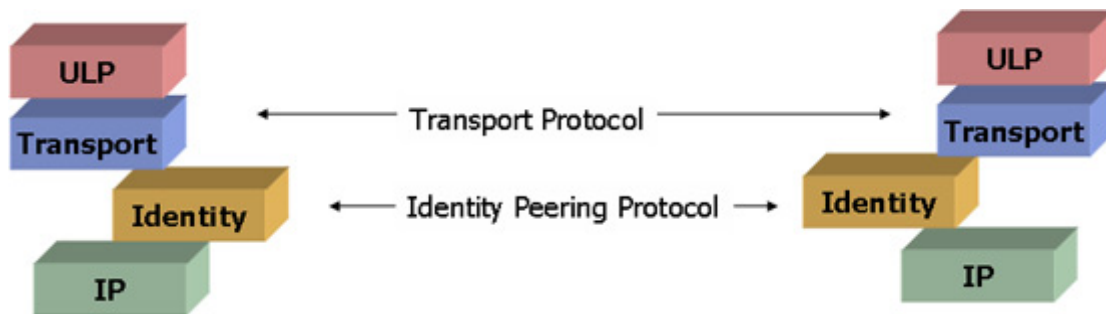 ULP
ULP
Transport
Transport Protocol
Transport
Identity
Identity Peering Protocol
Identity
IP
IP